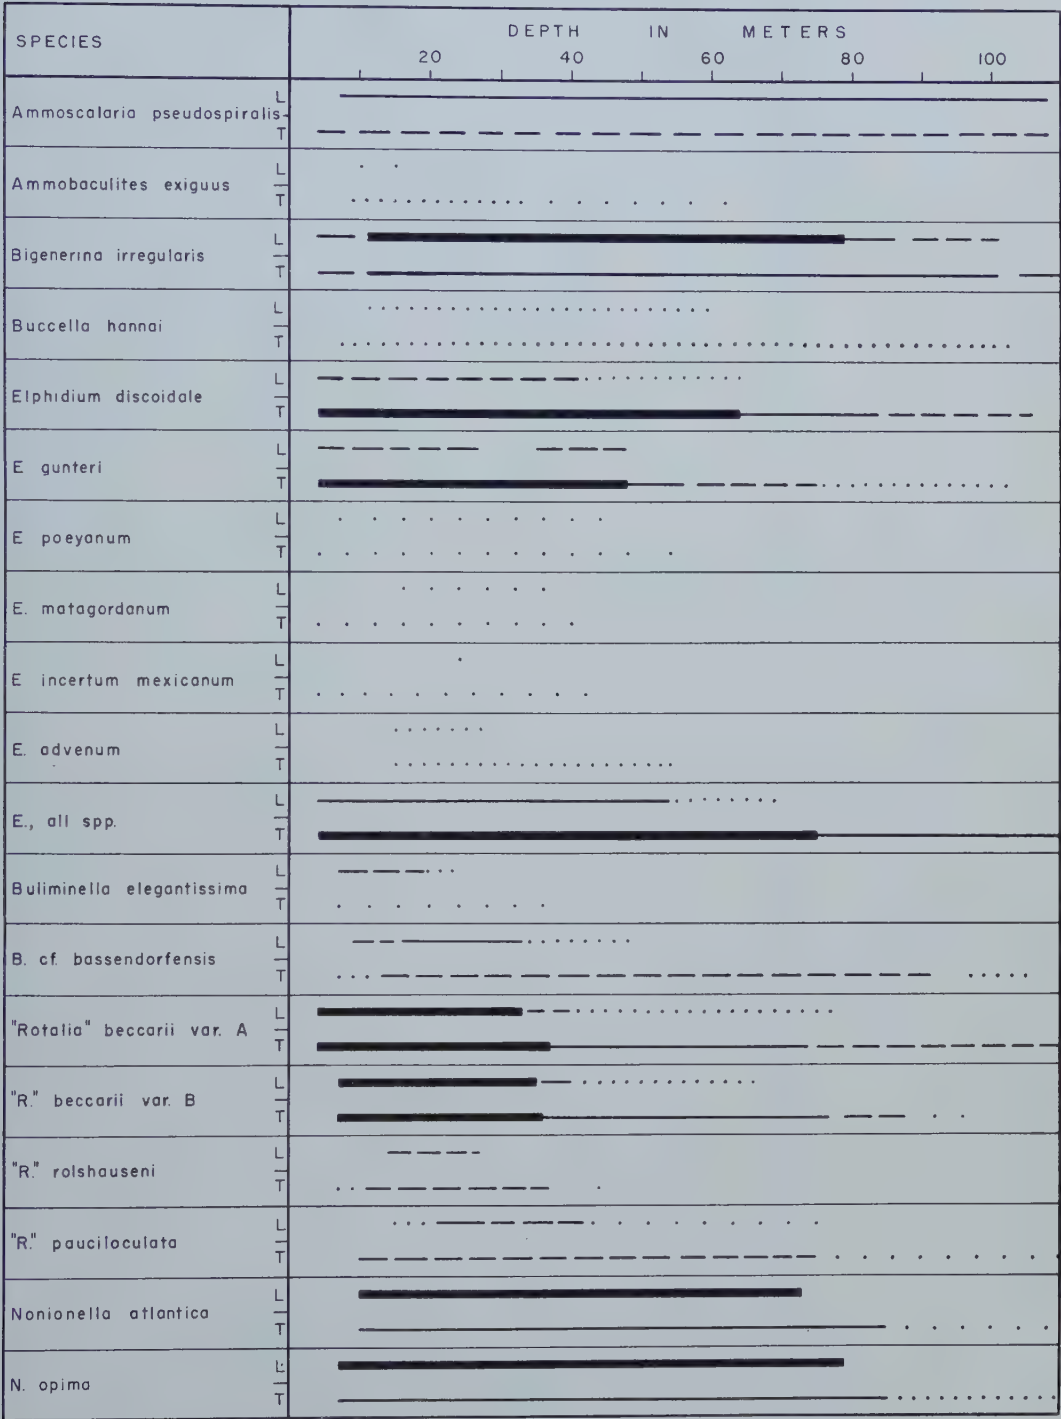 SPECIES
DEPTH IN METERS
20 40 60 80 100
Ammoscalaria pseudospiralis
L
T
Ammobaculites exiguus
L
T
Bigenerina irregularis
L
T
Buccella hannai
L
T
Elphidium discoidale
L
T
E gunteri
L
T
E poeyanum
L
T
E. matagordanum
L
T
E incertum mexicanum
L
T
E. advenum
L
T
E., all spp.
L
T
Buliminella elegantissima
L
T
B. cf. bassendorfensis
L
T
"Rotalia" beccarii var. A
L
T
"R." beccarii var. B
L
T
"R." rolshauseni
L
T
"R." pauciloculata
L
T
Nonionella atlantica
L
T
N. opima
L
T